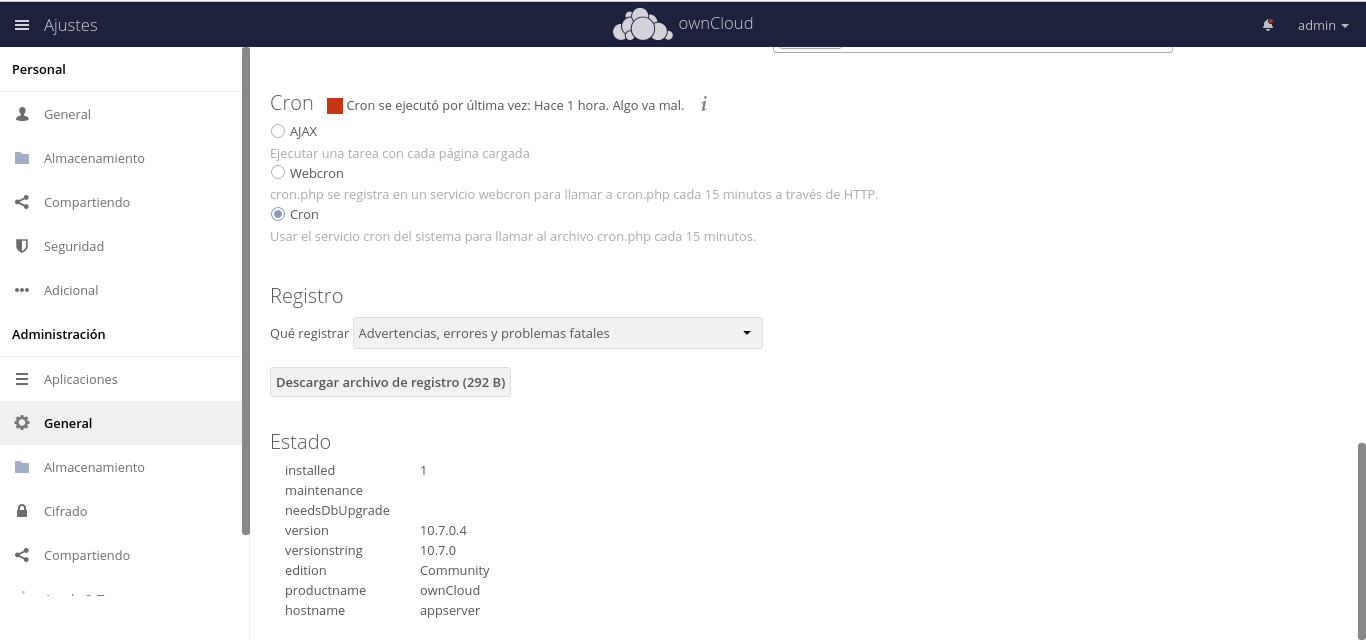 Ajustes
ownCloud
admin
Personal
General
Almacenamiento
Compartiendo
Seguridad
Adicional
Administración
Aplicaciones
General
Almacenamiento
Cifrado
Compartiendo
Cron Cron se ejecutó por última vez: Hace 1 hora. Algo va mal. i
AJAX
Ejecutar una tarea con cada página cargada
Webcron
cron.php se registra en un servicio webcron para llamar a cron.php cada 15 minutos a través de HTTP.
Cron
Usar el servicio cron del sistema para llamar al archivo cron.php cada 15 minutos.
Registro
Qué registrar Advertencias, errores y problemas fatales
Descargar archivo de registro (292 B)
Estado
installed 1
maintenance
needsDbUpgrade
version 10.7.0.4
versionstring 10.7.0
edition Community
productname ownCloud
hostname appserver